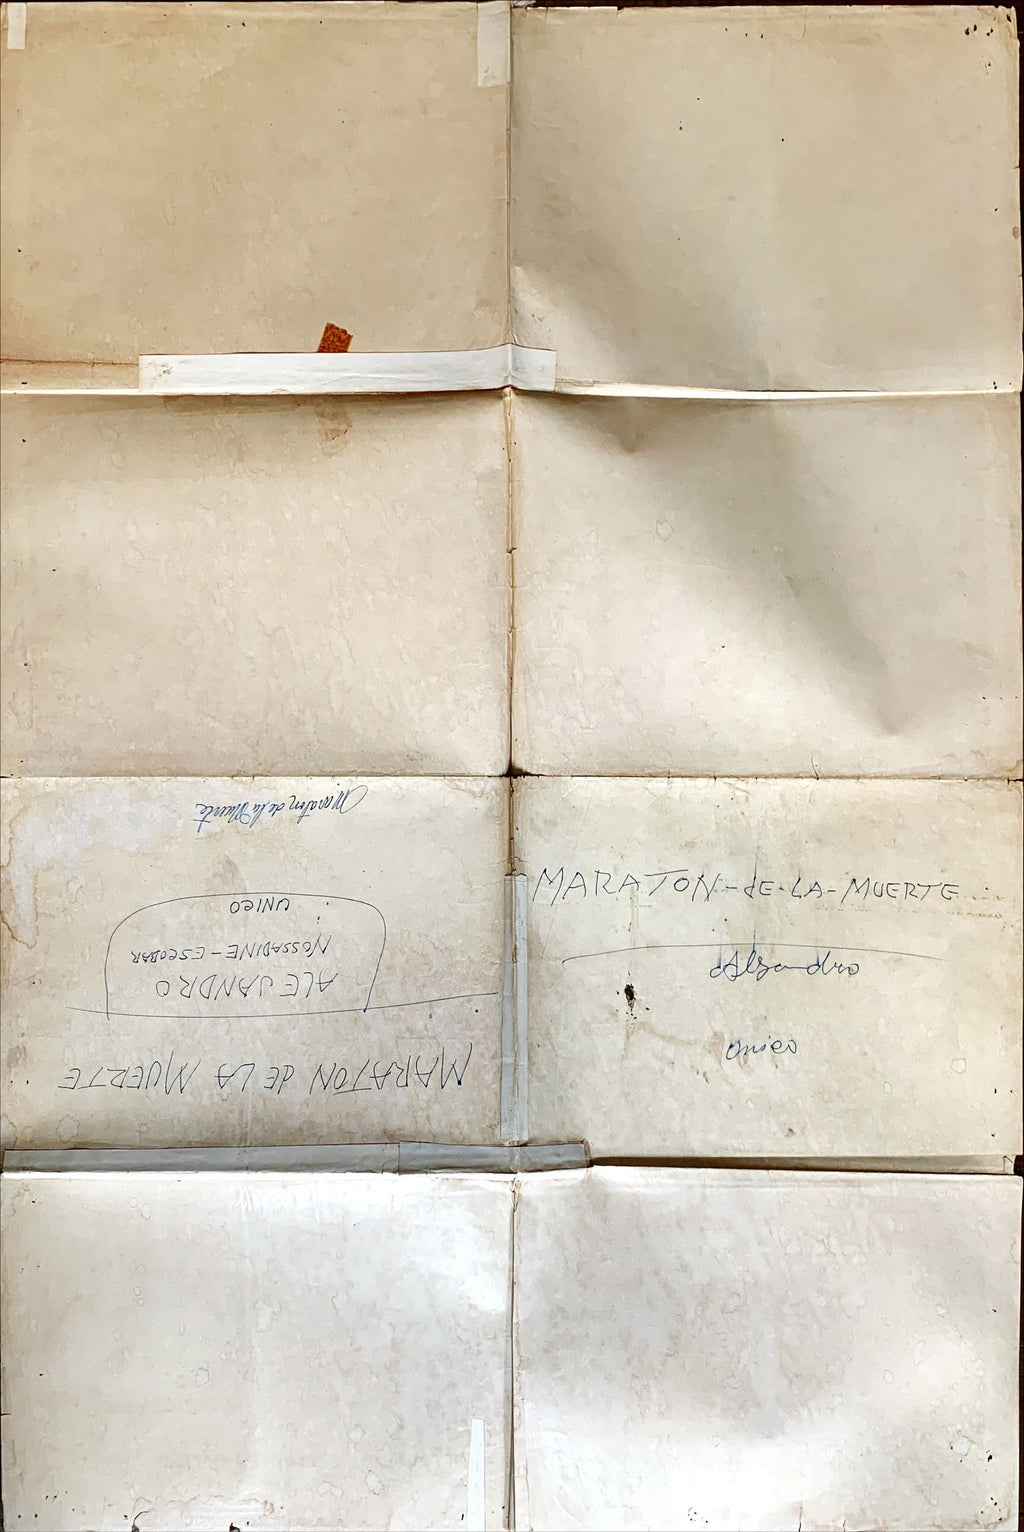 Maraton de la Muerte
MARATON de LA MUERTE
ALEJANDRO
NOSSADINE - ESCOBAR
UNICO
MARATON - de - LA - MUERTE
Alejandro
unico